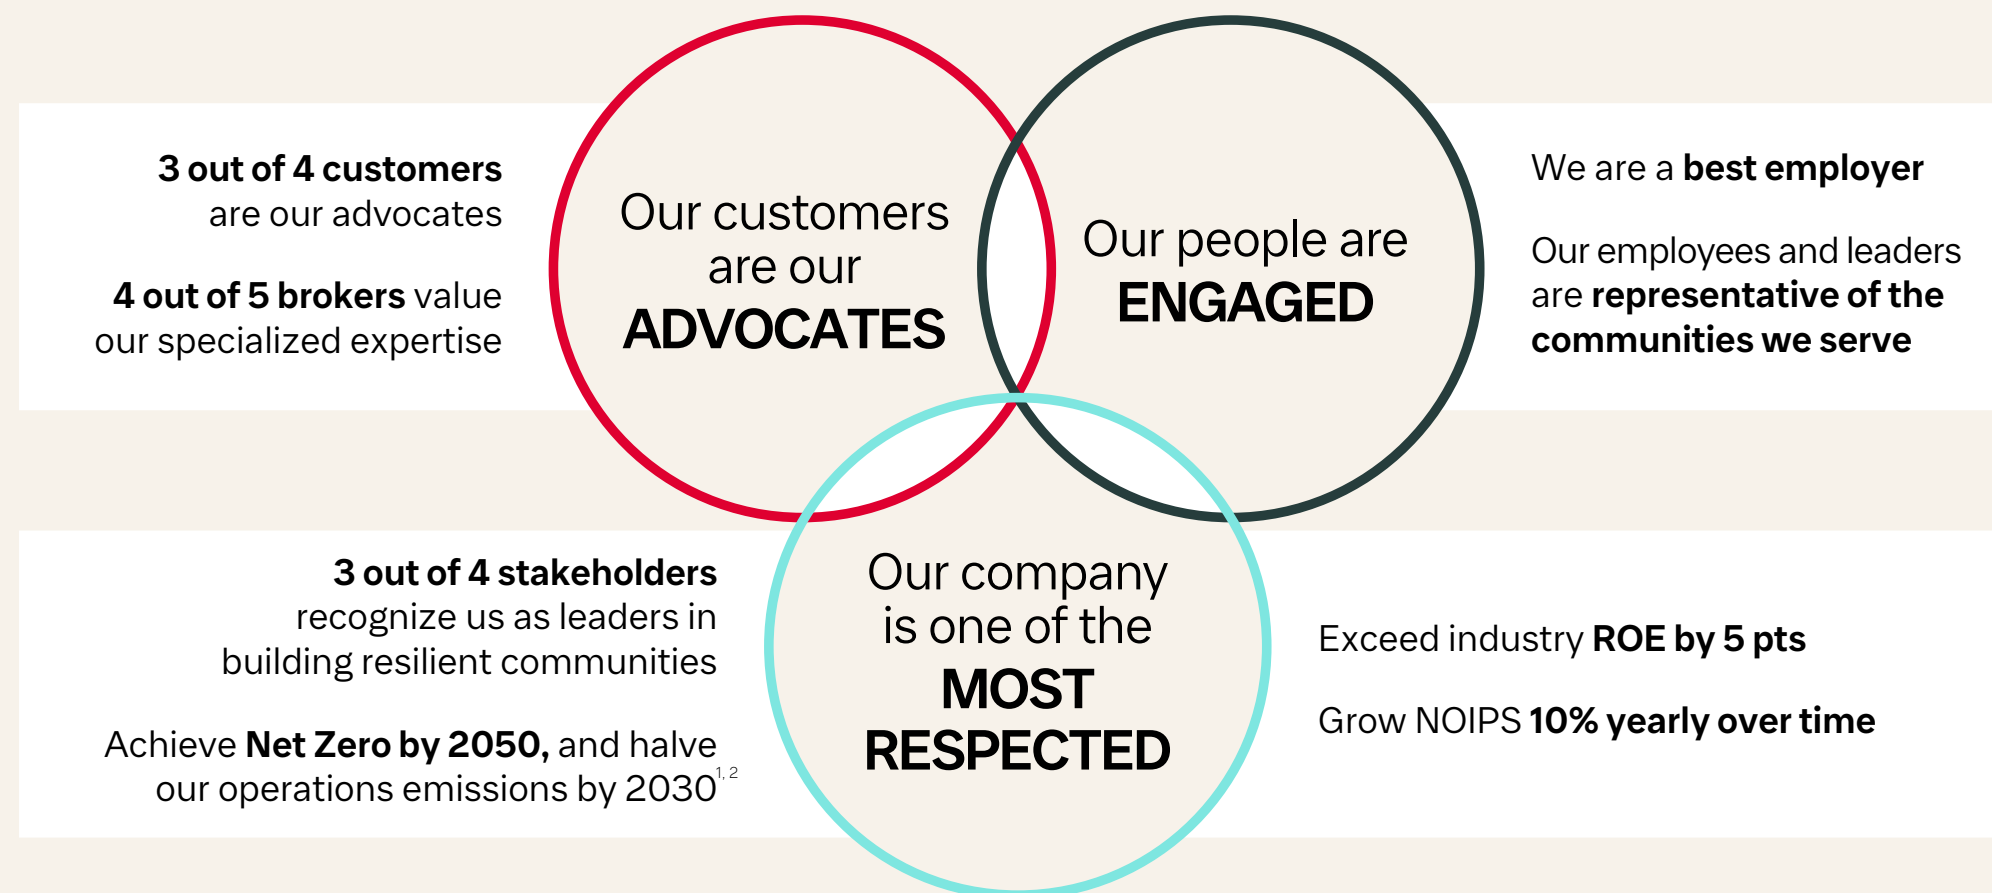 3 out of 4 customers
are our advocates
4 out of 5 brokers value
our specialized expertise
Our customers
are our
ADVOCATES
Our people are
ENGAGED
We are a best employer
Our employees and leaders
are representative of the
communities we serve
3 out of 4 stakeholders
recognize us as leaders in
building resilient communities
Achieve Net Zero by 2050, and halve
our operations emissions by 2030¹˒ ²
Our company
is one of the
MOST
RESPECTED
Exceed industry ROE by 5 pts
Grow NOIPS 10% yearly over time